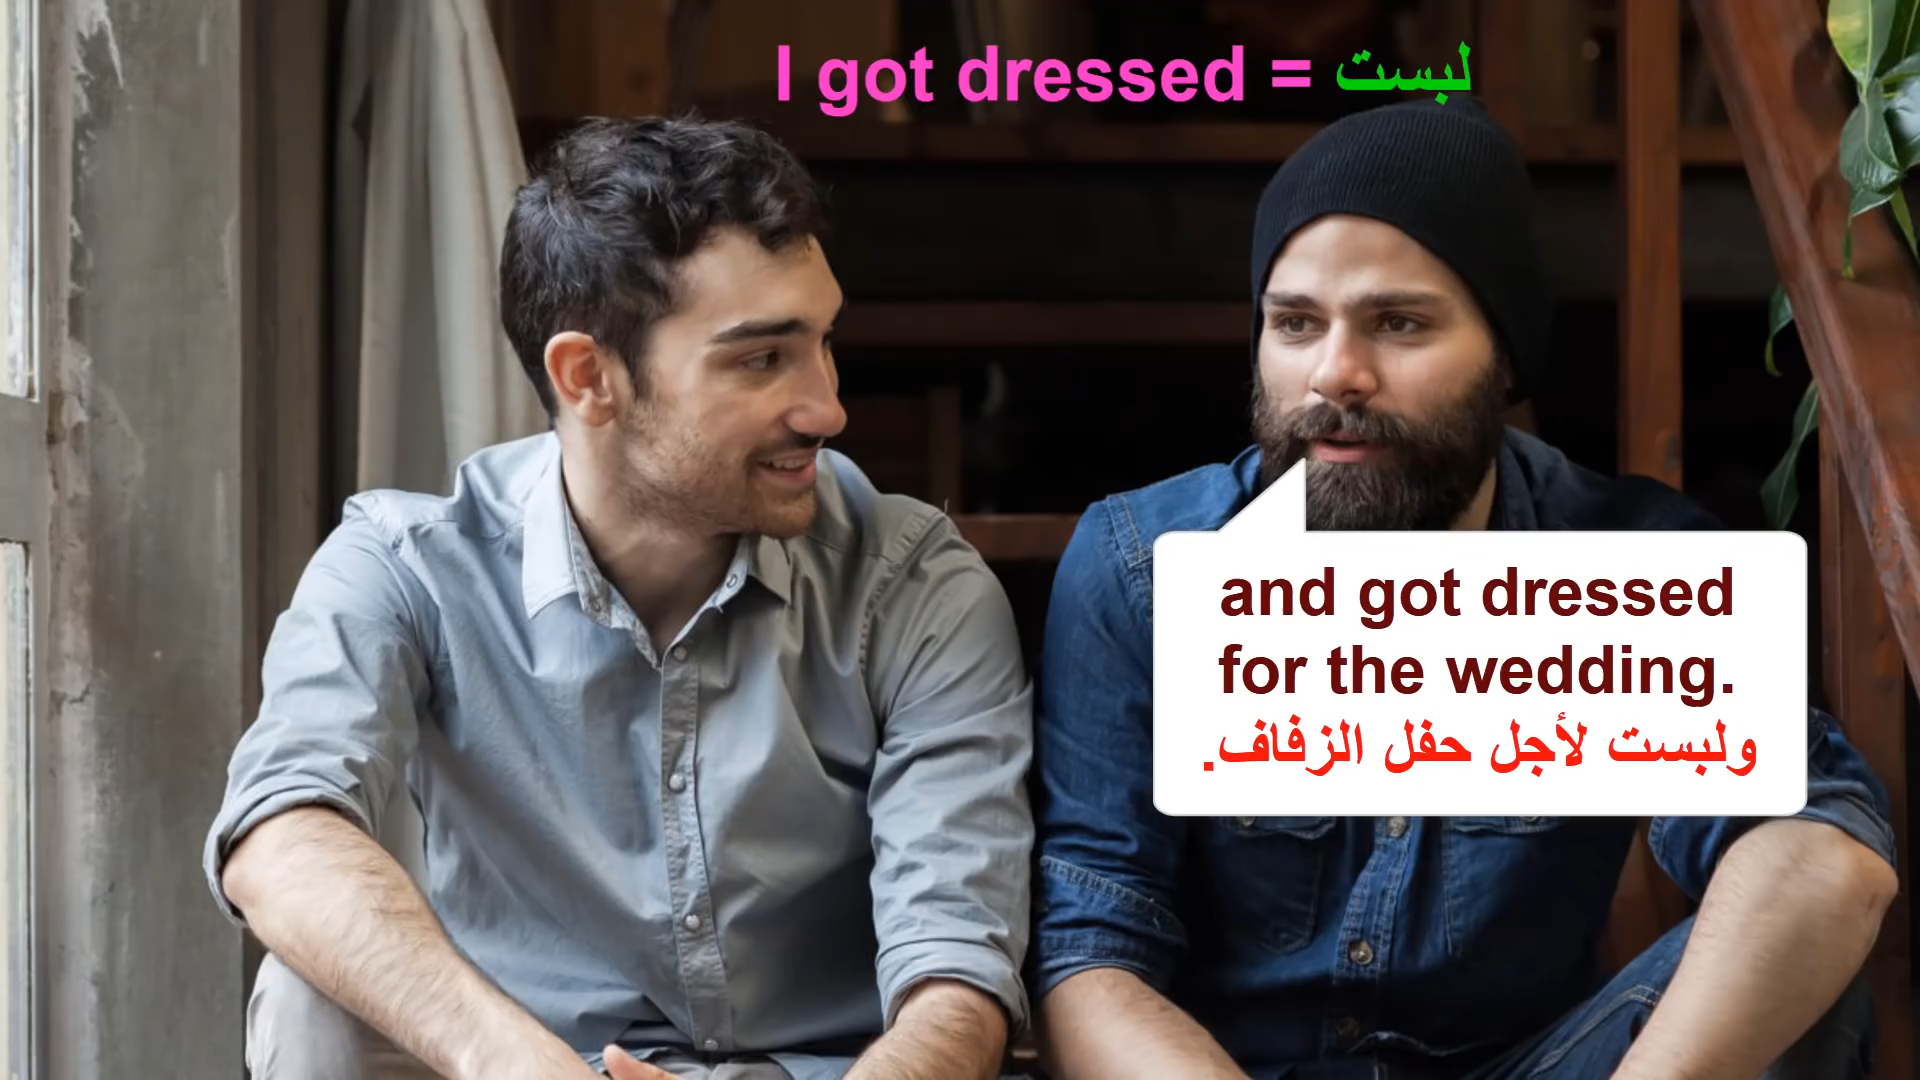 I got dressed = لبست
and got dressed
for the wedding.
ولبست لأجل حفل الزفاف.